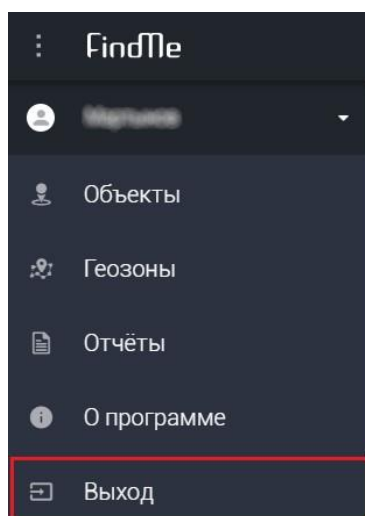 FindMe
Объекты
Геозоны
Отчёты
О программе
Выход